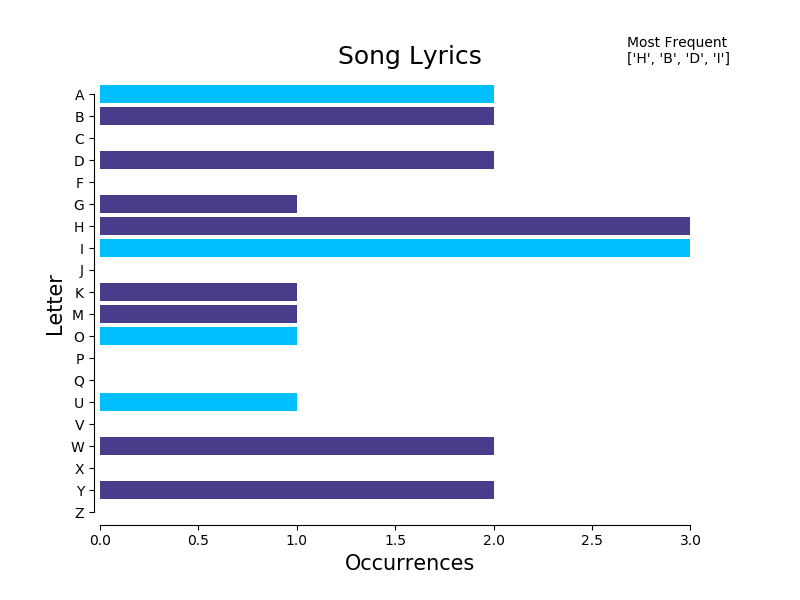 Most Frequent
['H', 'B', 'D', 'I']
Song Lyrics
A
B
C
D
F
G
H
I
J
K
M
O
P
Q
U
V
W
X
Y
Z
Letter
0.0 0.5 1.0 1.5 2.0 2.5 3.0
Occurrences